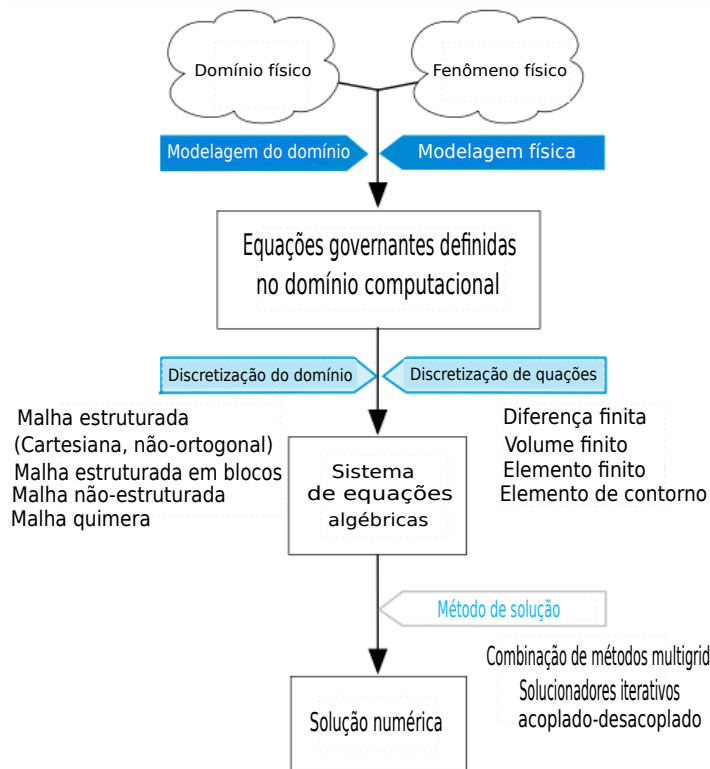 Domínio físico
Fenômeno físico
Modelagem do domínio
Modelagem física
Equações governantes definidas
no domínio computacional
Discretização do domínio
Discretização de quações
Malha estruturada
(Cartesiana, não-ortogonal)
Malha estruturada em blocos
Malha não-estruturada
Malha quimera
Sistema
de equações
algébricas
Diferença finita
Volume finito
Elemento finito
Elemento de contorno
Método de solução
Combinação de métodos multigrid
Solucionadores iterativos
acoplado-desacoplado
Solução numérica